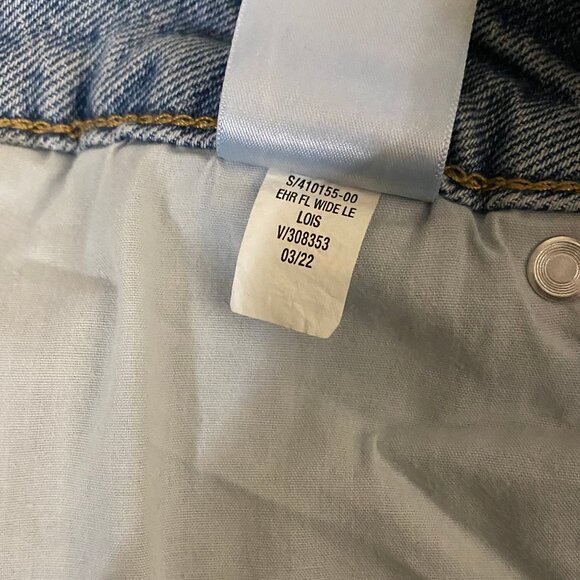 S/410155-00
EHR FL WIDE LE
LOIS
V/308353
03/22